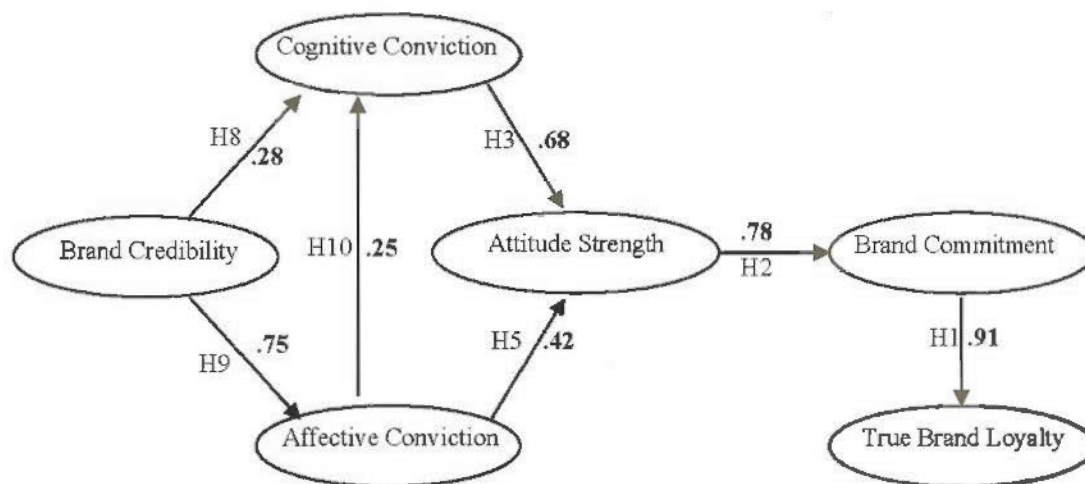 Cognitive Conviction
H8
.28
H3
.68
Brand Credibility
H10
.25
Attitude Strength
.78
H2
Brand Commitment
H9
.75
H5
.42
H1
.91
Affective Conviction
True Brand Loyalty